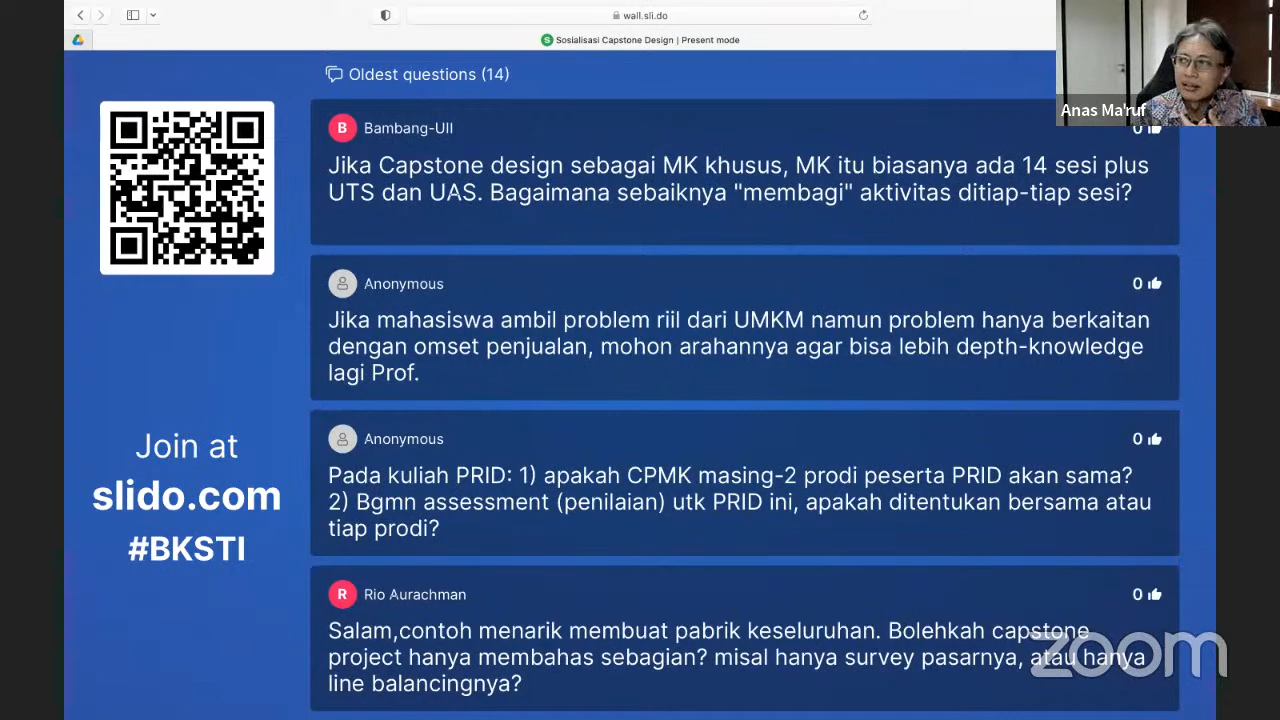 wall.sli.do
Sosialisasi Capstone Design | Present mode
Oldest questions (14)
Anas Ma'ruf
Bambang-UII
0
Jika Capstone design sebagai MK khusus, MK itu biasanya ada 14 sesi plus
UTS dan UAS. Bagaimana sebaiknya "membagi" aktivitas ditiap-tiap sesi?
Anonymous
0
Jika mahasiswa ambil problem riil dari UMKM namun problem hanya berkaitan
dengan omset penjualan, mohon arahannya agar bisa lebih depth-knowledge
lagi Prof.
Join at
slido.com
#BKSTI
Anonymous
0
Pada kuliah PRID: 1) apakah CPMK masing-2 prodi peserta PRID akan sama?
2) Bgmn assessment (penilaian) utk PRID ini, apakah ditentukan bersama atau
tiap prodi?
R
Rio Aurachman
0
Salam,contoh menarik membuat pabrik keseluruhan. Bolehkah capstone
project hanya membahas sebagian? misal hanya survey pasarnya, atau hanya
line balancingnya?
zoom